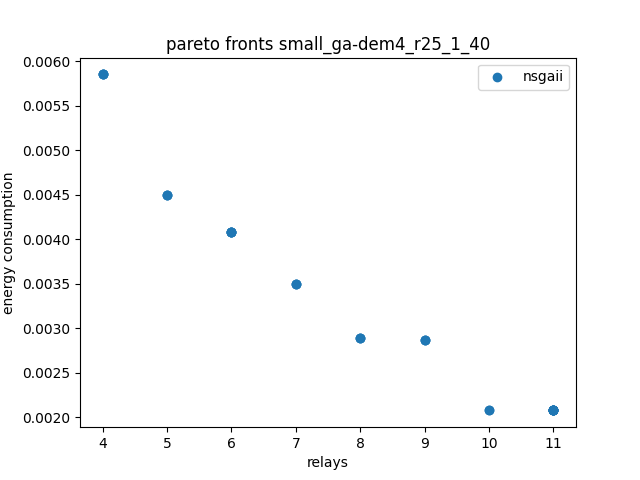 pareto fronts small_ga-dem4_r25_1_40
nsgaii
0.0060
0.0055
0.0050
0.0045
0.0040
0.0035
0.0030
0.0025
0.0020
energy consumption
4 5 6 7 8 9 10 11
relays